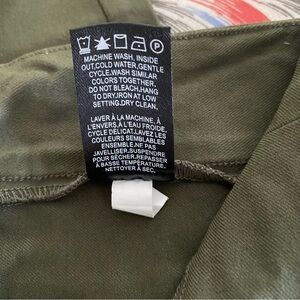 MACHINE WASH, INSIDE
OUT,COLD WATER,GENTLE
CYCLE.WASH SIMILAR
COLORS TOGETHER,
DO NOT BLEACH.HANG
TO DRY,IRON AT LOW
SETTING.DRY CLEAN.
LAVER À LA MACHINE, À
L'ENVERS,À L'EAU FROIDE,
CYCLE DÉLICAT.LAVEZ LES
COULEURS SEMBLABLES
ENSEMBLE.NE PAS
JAVELLISER,SUSPENDRE
POUR SÉCHER,REPASSER
À BASSE TEMPÉRATURE.
NETTOYER À SEC.